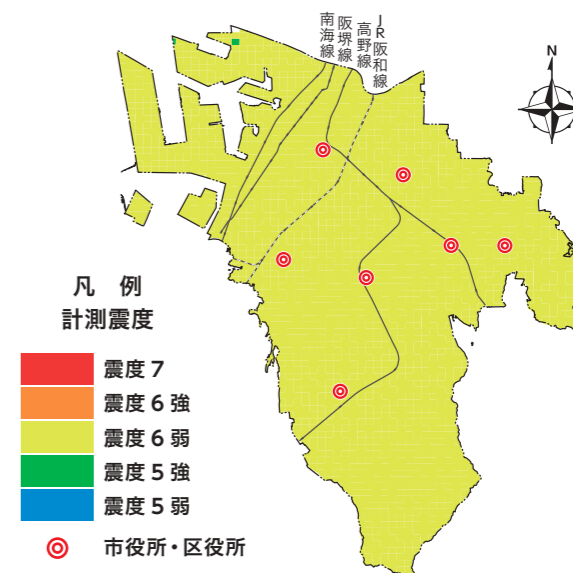 南海線
阪堺線
高野線
JR阪和線
N
凡 例
計測震度
震度7
震度6強
震度6弱
震度5強
震度5弱
市役所・区役所